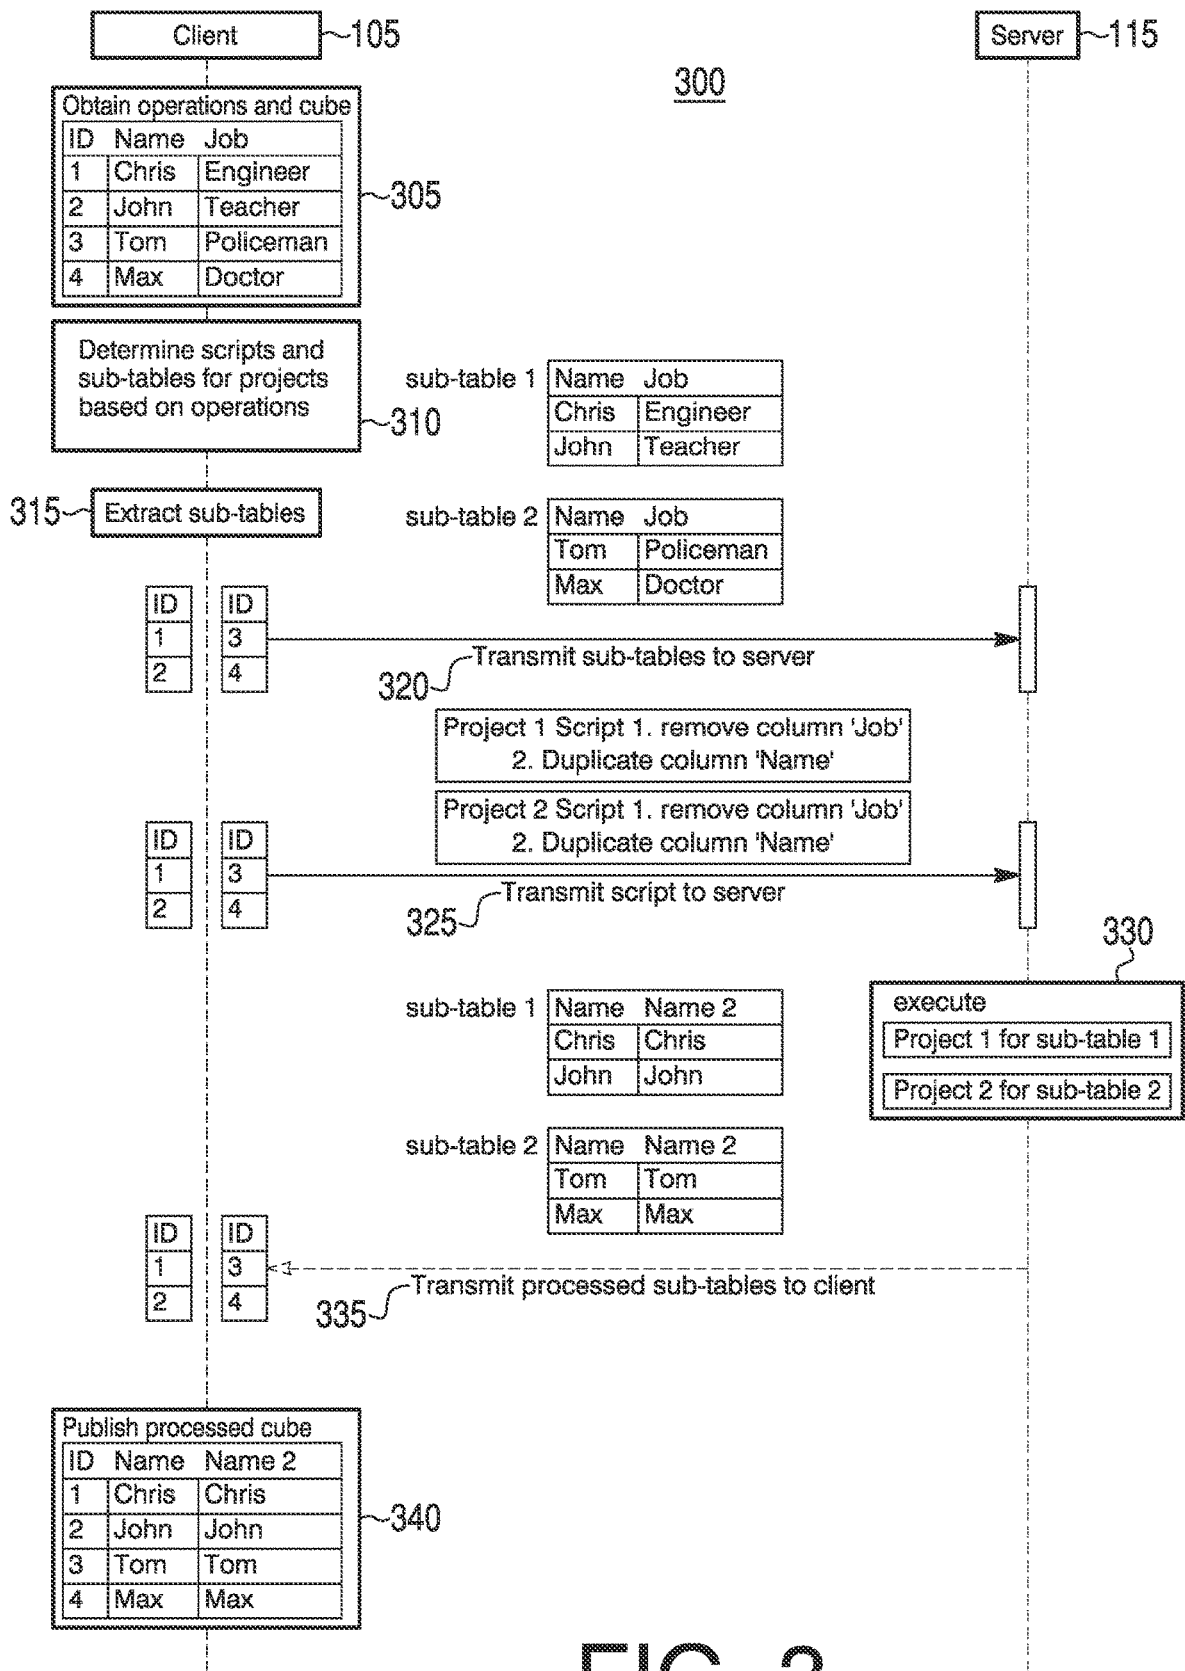 Client 105
Server 115
300
Obtain operations and cube
ID Name Job
1 Chris Engineer
2 John Teacher
3 Tom Policeman
4 Max Doctor
305
Determine scripts and
sub-tables for projects
based on operations
310
sub-table 1 Name Job
Chris Engineer
John Teacher
315 Extract sub-tables
sub-table 2 Name Job
Tom Policeman
Max Doctor
ID ID
1 3
2 4
Transmit sub-tables to server
320
Project 1 Script 1. remove column 'Job'
2. Duplicate column 'Name'
Project 2 Script 1. remove column 'Job'
2. Duplicate column 'Name'
ID ID
1 3
2 4
Transmit script to server
325
330
execute
Project 1 for sub-table 1
Project 2 for sub-table 2
sub-table 1 Name Name 2
Chris Chris
John John
sub-table 2 Name Name 2
Tom Tom
Max Max
ID ID
1 3
2 4
Transmit processed sub-tables to client
335
Publish processed cube
ID Name Name 2
1 Chris Chris
2 John John
3 Tom Tom
4 Max Max
340
FIG.